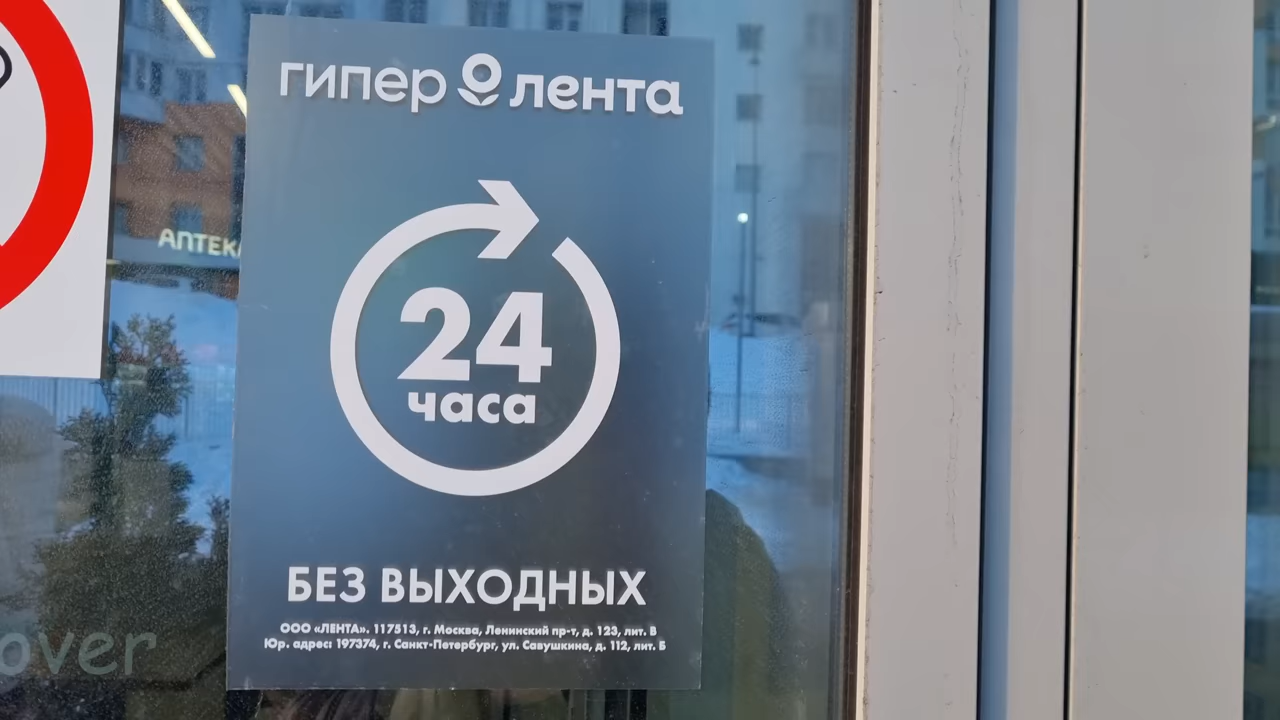 гипер лента
АПТЕКА
24
часа
БЕЗ ВЫХОДНЫХ
ООО «ЛЕНТА». 117513, г. Москва, Ленинский пр-т, д. 123, лит. В
Юр. адрес: 197374, г. Санкт-Петербург, ул. Савушкина, д. 112, лит. Б
over